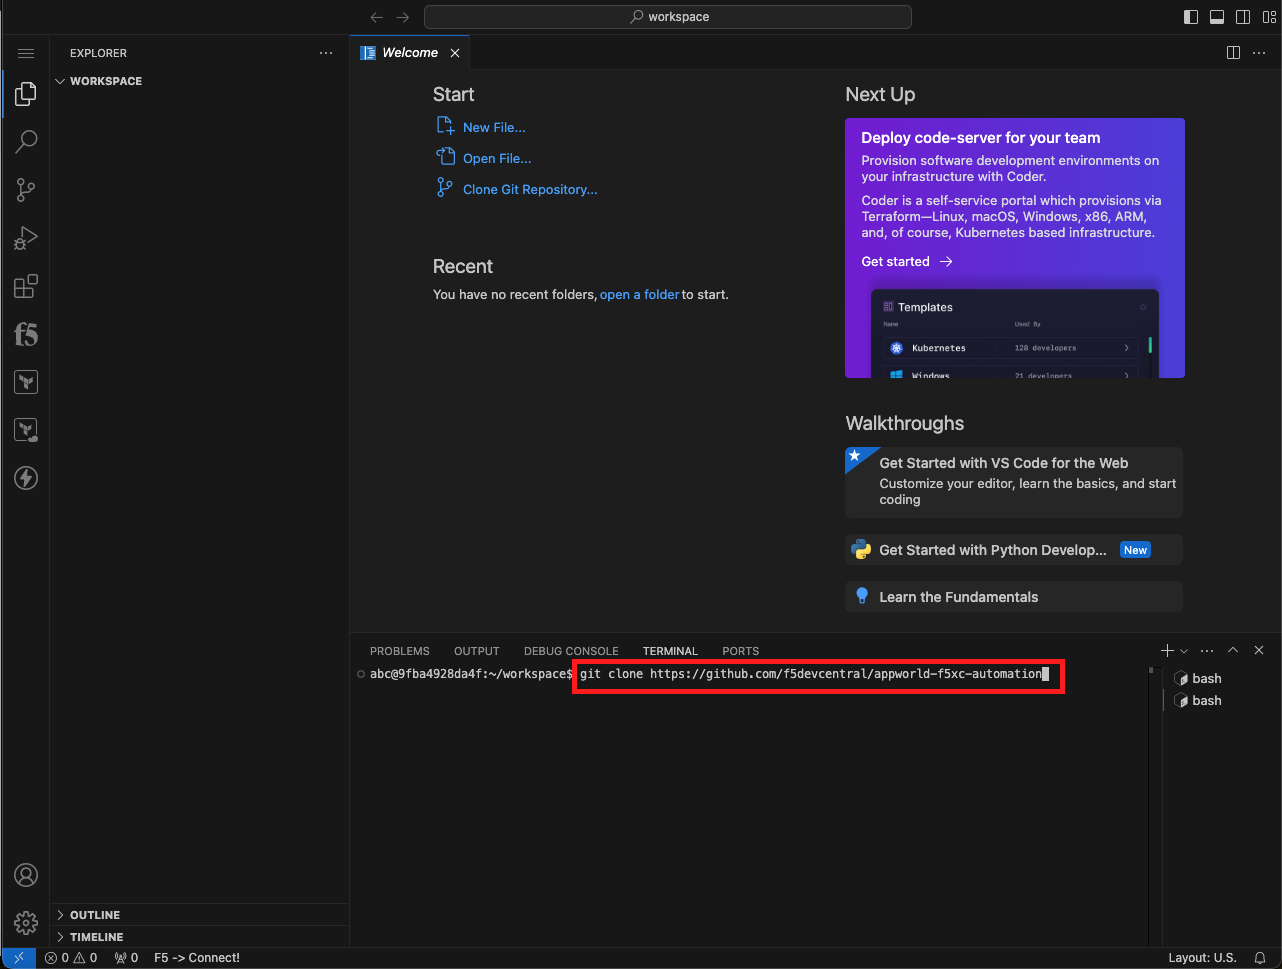 workspace
EXPLORER
WORKSPACE
Welcome
Start
New File...
Open File...
Clone Git Repository...
Recent
You have no recent folders, open a folder to start.
Next Up
Deploy code-server for your team
Provision software development environments on
your infrastructure with Coder.
Coder is a self-service portal which provisions via
Terraform—Linux, macOS, Windows, x86, ARM,
and, of course, Kubernetes based infrastructure.
Get started
Templates
Name Used By
Kubernetes 128 developers
Windows 21 developers
Walkthroughs
Get Started with VS Code for the Web
Customize your editor, learn the basics, and start
coding
Get Started with Python Develop... New
Learn the Fundamentals
f5
PROBLEMS OUTPUT DEBUG CONSOLE TERMINAL PORTS
abc@9fba4928da4f:~/workspace$ git clone https://github.com/f5devcentral/appworld-f5xc-automation
bash
bash
OUTLINE
TIMELINE
0 0 0 F5 -> Connect! Layout: U.S.